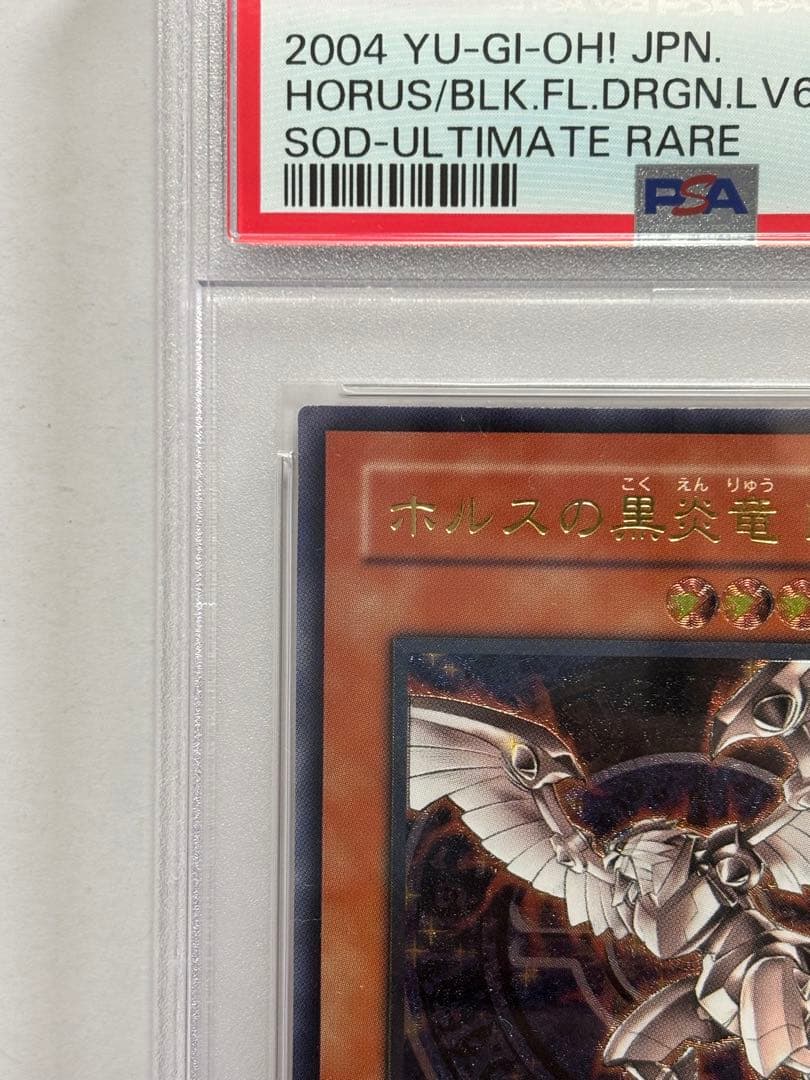 2004 YU-GI-OH! JPN.
HORUS/BLK.FL.DRGN.LV6
SOD-ULTIMATE RARE
PSA
こく えん りゅう
ホルスの黒炎竜